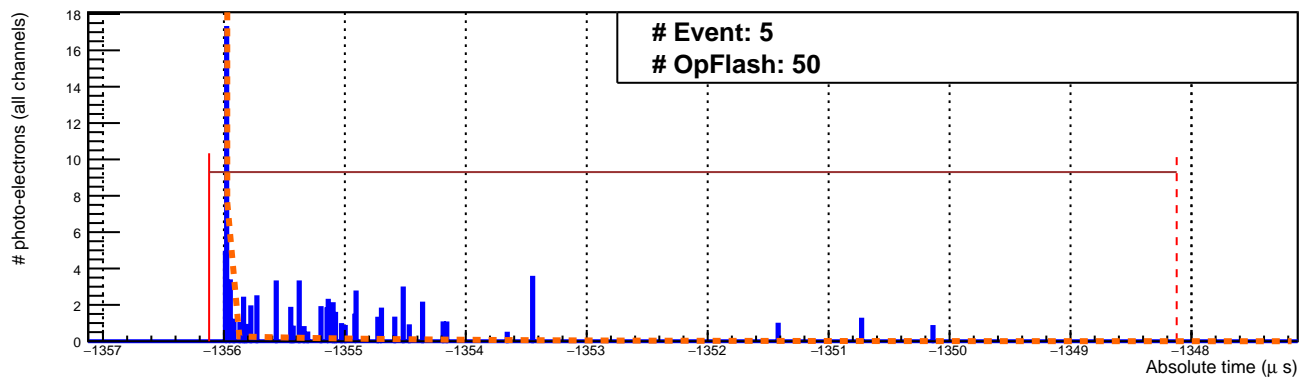 # Event: 5
# OpFlash: 50
# photo-electrons (all channels)
18
16
14
12
10
8
6
4
2
0
−1357 −1356 −1355 −1354 −1353 −1352 −1351 −1350 −1349 −1348
Absolute time (μ s)